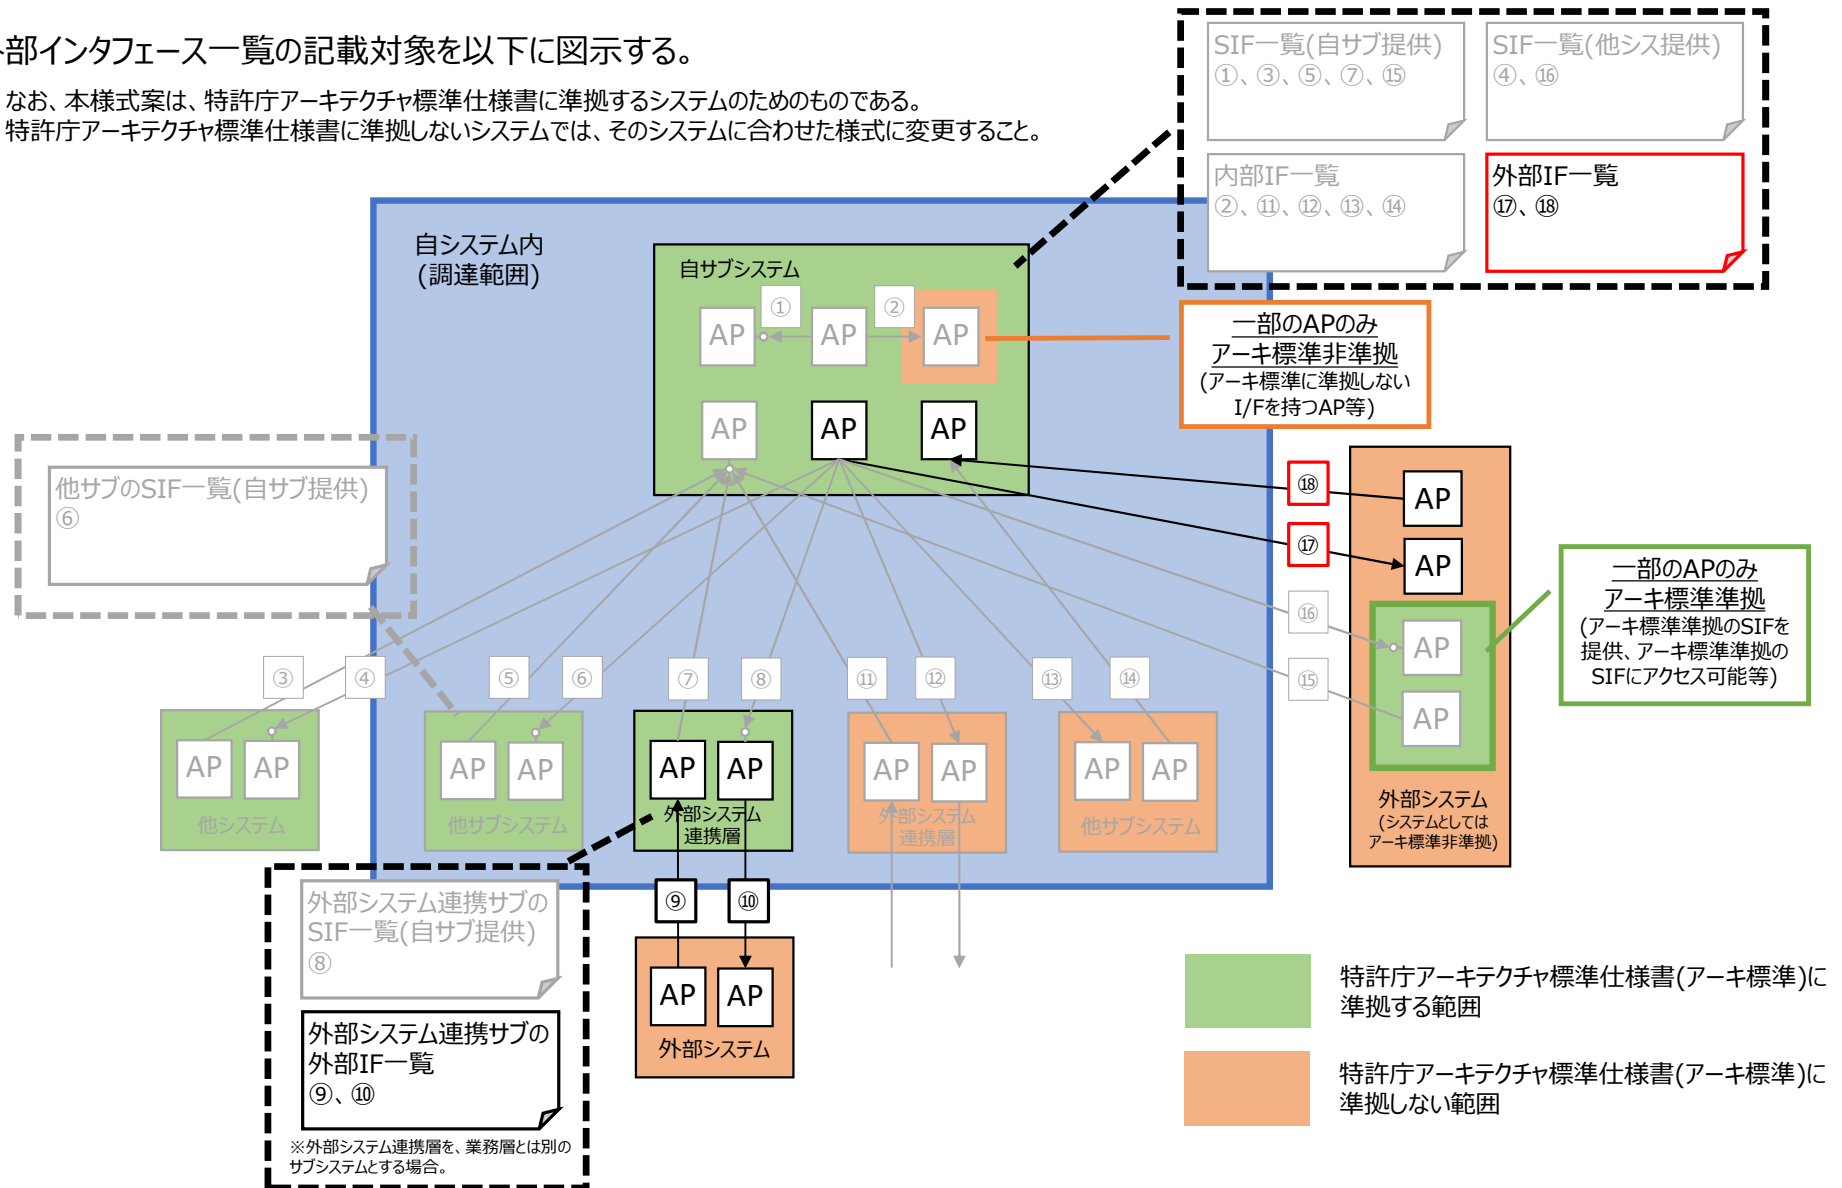 部インタフェース一覧の記載対象を以下に図示する。
なお、本様式案は、特許庁アーキテクチャ標準仕様書に準拠するシステムのためのものである。
特許庁アーキテクチャ標準仕様書に準拠しないシステムでは、そのシステムに合わせた様式に変更すること。
SIF一覧(自サブ提供)
①、③、⑤、⑦、⑮
SIF一覧(他シス提供)
④、⑯
内部IF一覧
②、⑪、⑫、⑬、⑭
外部IF一覧
⑰、⑱
自システム内
(調達範囲)
自サブシステム
AP
①
AP
②
AP
一部のAPのみ
アーキ標準非準拠
(アーキ標準に準拠しない
I/Fを持つAP等)
AP
AP
AP
他サブのSIF一覧(自サブ提供)
⑥
⑱
⑰
⑯
⑮
AP
AP
AP
AP
外部システム
(システムとしては
アーキ標準非準拠)
一部のAPのみ
アーキ標準準拠
(アーキ標準準拠のSIFを
提供、アーキ標準準拠の
SIFにアクセス可能等)
③
④
⑤
⑥
⑦
⑧
⑪
⑫
⑬
⑭
AP
AP
他システム
AP
AP
他サブシステム
AP
AP
外部システム
連携層
AP
AP
外部システム
連携層
AP
AP
他サブシステム
⑨
⑩
AP
AP
外部システム
外部システム連携サブの
SIF一覧(自サブ提供)
⑧
外部システム連携サブの
外部IF一覧
⑨、⑩
※外部システム連携層を、業務層とは別の
サブシステムとする場合。
特許庁アーキテクチャ標準仕様書(アーキ標準)に
準拠する範囲
特許庁アーキテクチャ標準仕様書(アーキ標準)に
準拠しない範囲